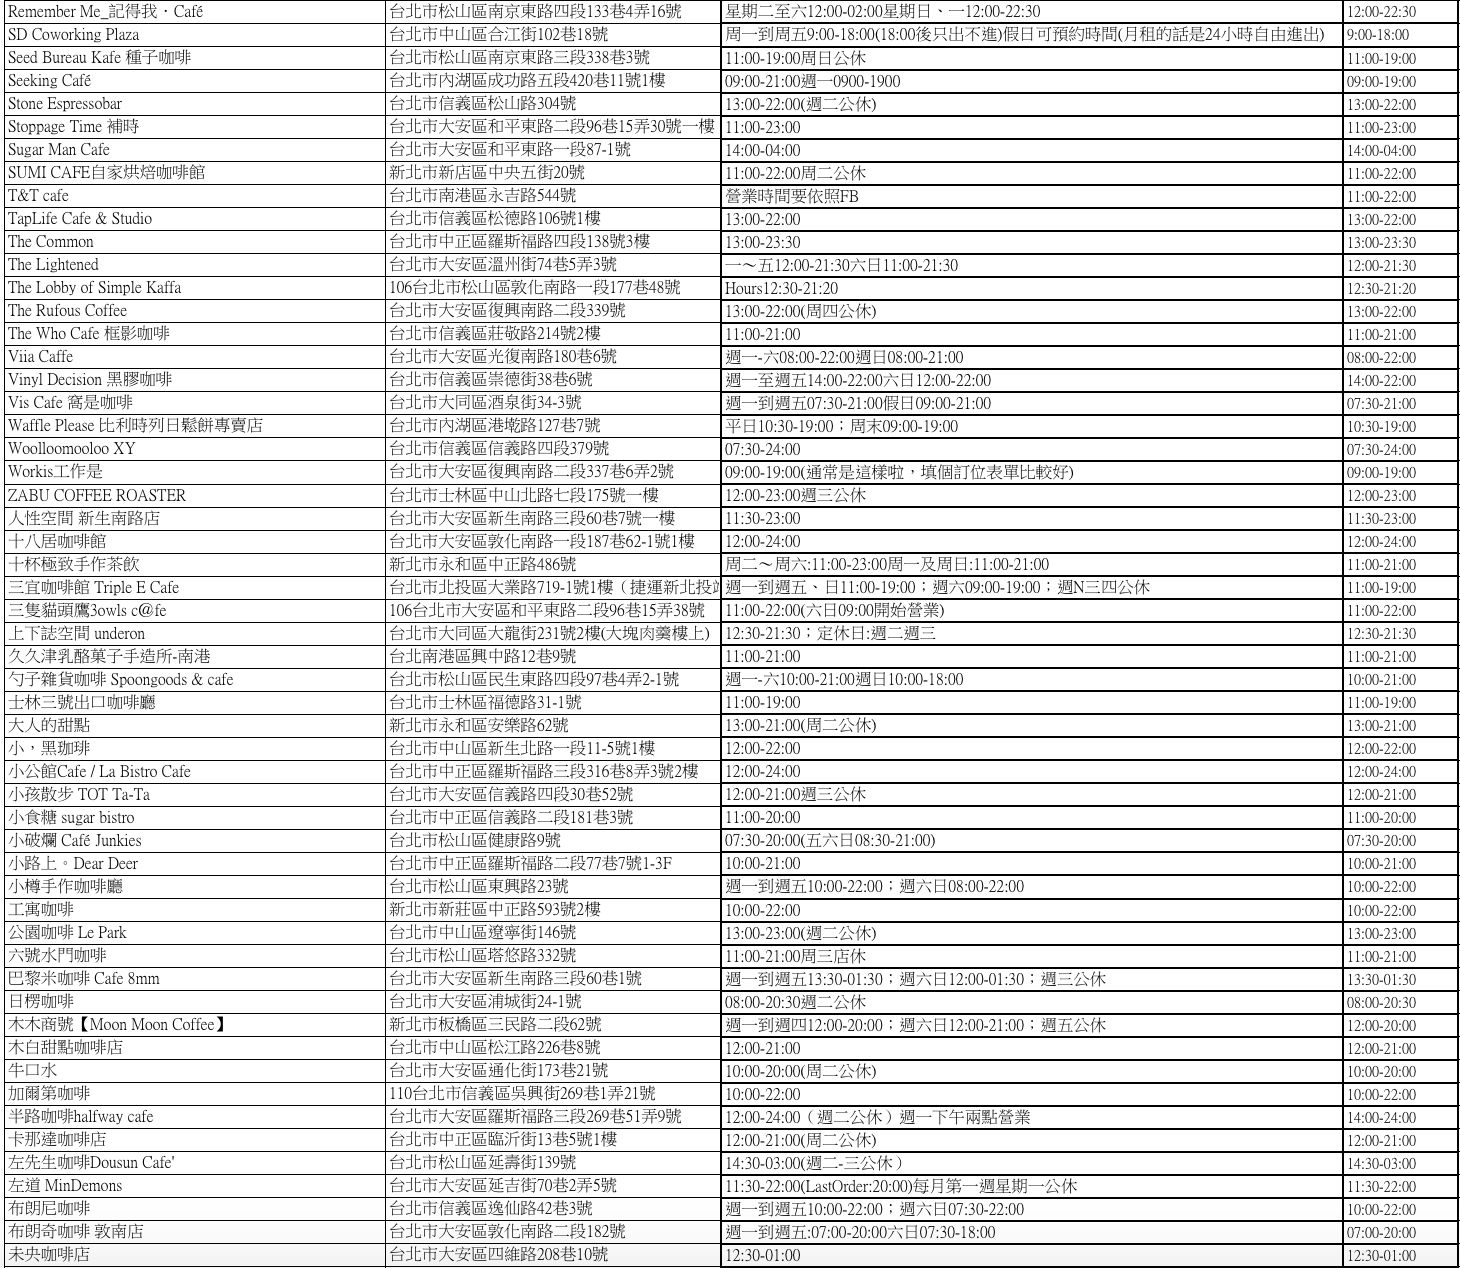 Remember Me_記得我．Café 台北市松山區南京東路四段133巷4弄16號 星期二至六12:00-02:00星期日、一12:00-22:30 12:00-22:30
SD Coworking Plaza 台北市中山區合江街102巷18號 周一到周五9:00-18:00(18:00後只出不進)假日可預約時間(月租的話是24小時自由進出) 9:00-18:00
Seed Bureau Kafe 種子咖啡 台北市松山區南京東路三段338巷3號 11:00-19:00周日公休 11:00-19:00
Seeking Café 台北市內湖區成功路五段420巷11號1樓 09:00-21:00週一0900-1900 09:00-19:00
Stone Espressobar 台北市信義區松山路304號 13:00-22:00(週二公休) 13:00-22:00
Stoppage Time 補時 台北市大安區和平東路二段96巷15弄30號一樓 11:00-23:00 11:00-23:00
Sugar Man Cafe 台北市大安區和平東路一段87-1號 14:00-04:00 14:00-04:00
SUMI CAFE自家烘焙咖啡館 新北市新店區中央五街20號 11:00-22:00周二公休 11:00-22:00
T&T cafe 台北市南港區永吉路544號 營業時間要依照FB 11:00-22:00
TapLife Cafe & Studio 台北市信義區松德路106號1樓 13:00-22:00 13:00-22:00
The Common 台北市中正區羅斯福路四段138號3樓 13:00-23:30 13:00-23:30
The Lightened 台北市大安區溫州街74巷5弄3號 一～五12:00-21:30六日11:00-21:30 12:00-21:30
The Lobby of Simple Kaffa 106台北市松山區敦化南路一段177巷48號 Hours12:30-21:20 12:30-21:20
The Rufous Coffee 台北市大安區復興南路二段339號 13:00-22:00(周四公休) 13:00-22:00
The Who Cafe 框影咖啡 台北市信義區莊敬路214號2樓 11:00-21:00 11:00-21:00
Viia Caffe 台北市大安區光復南路180巷6號 週一-六08:00-22:00週日08:00-21:00 08:00-22:00
Vinyl Decision 黑膠咖啡 台北市信義區崇德街38巷6號 週一至週五14:00-22:00六日12:00-22:00 14:00-22:00
Vis Cafe 窩是咖啡 台北市大同區酒泉街34-3號 週一到週五07:30-21:00假日09:00-21:00 07:30-21:00
Waffle Please 比利時列日鬆餅專賣店 台北市內湖區港墘路127巷7號 平日10:30-19:00；周末09:00-19:00 10:30-19:00
Woolloomooloo XY 台北市信義區信義路四段379號 07:30-24:00 07:30-24:00
Workis工作是 台北市大安區復興南路二段337巷6弄2號 09:00-19:00(通常是這樣啦，填個訂位表單比較好) 09:00-19:00
ZABU COFFEE ROASTER 台北市士林區中山北路七段175號一樓 12:00-23:00週三公休 12:00-23:00
人性空間 新生南路店 台北市大安區新生南路三段60巷7號一樓 11:30-23:00 11:30-23:00
十八居咖啡館 台北市大安區敦化南路一段187巷62-1號1樓 12:00-24:00 12:00-24:00
十杯極致手作茶飲 新北市永和區中正路486號 周二～周六:11:00-23:00周一及周日:11:00-21:00 11:00-21:00
三宜咖啡館 Triple E Cafe 台北市北投區大業路719-1號1樓（捷運新北投站 週一到週五、日11:00-19:00；週六09:00-19:00；週N三四公休 11:00-19:00
三隻貓頭鷹3owls c@fe 106台北市大安區和平東路二段96巷15弄38號 11:00-22:00(六日09:00開始營業) 11:00-22:00
上下誌空間 underon 台北市大同區大龍街231號2樓(大塊肉羹樓上) 12:30-21:30；定休日:週二週三 12:30-21:30
久久津乳酪菓子手造所-南港 台北南港區興中路12巷9號 11:00-21:00 11:00-21:00
勺子雜貨咖啡 Spoongoods & cafe 台北市松山區民生東路四段97巷4弄2-1號 週一-六10:00-21:00週日10:00-18:00 10:00-21:00
士林三號出口咖啡廳 台北市士林區福德路31-1號 11:00-19:00 11:00-19:00
大人的甜點 新北市永和區安樂路62號 13:00-21:00(周二公休) 13:00-21:00
小，黑珈琲 台北市中山區新生北路一段11-5號1樓 12:00-22:00 12:00-22:00
小公館Cafe / La Bistro Cafe 台北市中正區羅斯福路三段316巷8弄3號2樓 12:00-24:00 12:00-24:00
小孩散步 TOT Ta-Ta 台北市大安區信義路四段30巷52號 12:00-21:00週三公休 12:00-21:00
小食糖 sugar bistro 台北市中正區信義路二段181巷3號 11:00-20:00 11:00-20:00
小破爛 Café Junkies 台北市松山區健康路9號 07:30-20:00(五六日08:30-21:00) 07:30-20:00
小路上。Dear Deer 台北市中正區羅斯福路二段77巷7號1-3F 10:00-21:00 10:00-21:00
小樽手作咖啡廳 台北市松山區東興路23號 週一到週五10:00-22:00；週六日08:00-22:00 10:00-22:00
工寓咖啡 新北市新莊區中正路593號2樓 10:00-22:00 10:00-22:00
公園咖啡 Le Park 台北市中山區遼寧街146號 13:00-23:00(週二公休) 13:00-23:00
六號水門咖啡 台北市松山區塔悠路332號 11:00-21:00周三店休 11:00-21:00
巴黎米咖啡 Cafe 8mm 台北市大安區新生南路三段60巷1號 週一到週五13:30-01:30；週六日12:00-01:30；週三公休 13:30-01:30
日楞咖啡 台北市大安區浦城街24-1號 08:00-20:30週二公休 08:00-20:30
木木商號【Moon Moon Coffee】 新北市板橋區三民路二段62號 週一到週四12:00-20:00；週六日12:00-21:00；週五公休 12:00-20:00
木白甜點咖啡店 台北市中山區松江路226巷8號 12:00-21:00 12:00-21:00
牛口水 台北市大安區通化街173巷21號 10:00-20:00(周二公休) 10:00-20:00
加爾第咖啡 110台北市信義區吳興街269巷1弄21號 10:00-22:00 10:00-22:00
半路咖啡halfway cafe 台北市大安區羅斯福路三段269巷51弄9號 12:00-24:00（週二公休）週一下午兩點營業 14:00-24:00
卡那達咖啡店 台北市中正區臨沂街13巷5號1樓 12:00-21:00(周二公休) 12:00-21:00
左先生咖啡Dousun Cafe' 台北市松山區延壽街139號 14:30-03:00(週二-三公休） 14:30-03:00
左道 MinDemons 台北市大安區延吉街70巷2弄5號 11:30-22:00(LastOrder:20:00)每月第一週星期一公休 11:30-22:00
布朗尼咖啡 台北市信義區逸仙路42巷3號 週一到週五10:00-22:00；週六日07:30-22:00 10:00-22:00
布朗奇咖啡 敦南店 台北市大安區敦化南路二段182號 週一到週五:07:00-20:00六日07:30-18:00 07:00-20:00
未央咖啡店 台北市大安區四維路208巷10號 12:30-01:00 12:30-01:00